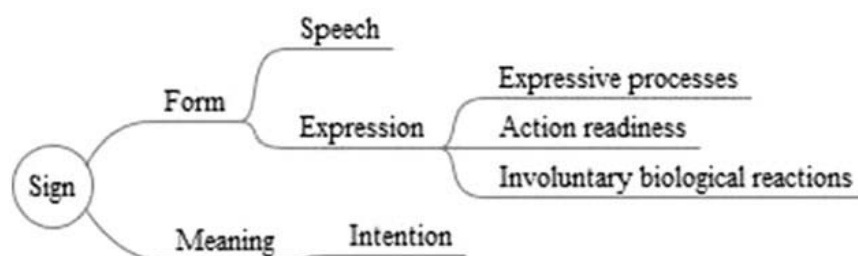 Speech
Expressive processes
Form
Expression
Action readiness
Involuntary biological reactions
Sign
Meaning
Intention